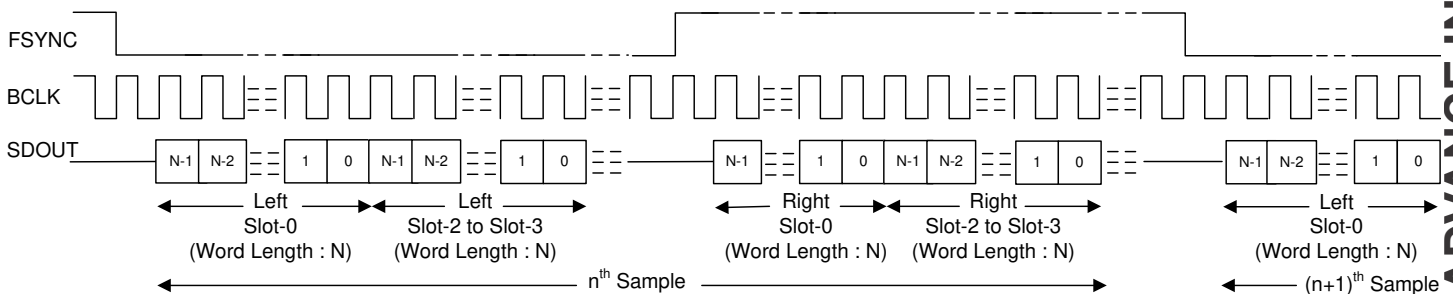 FSYNC
BCLK
SDOUT
N-1 N-2 1 0 N-1 N-2 1 0 N-1 1 0 N-1 N-2 1 0 N-1 N-2 1 0
Left Left Right Right Left
Slot-0 Slot-2 to Slot-3 Slot-0 Slot-2 to Slot-3 Slot-0
(Word Length : N) (Word Length : N) (Word Length : N) (Word Length : N) (Word Length : N)
nth Sample (n+1)th Sample